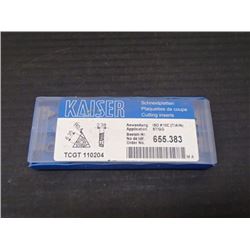 KAISER
Schneidplatten
Plaquettes de coupe
Cutting inserts
Anwendung
Application
Bestell-Nr.
No de cde
Order No.
655.383
TCGT 110204